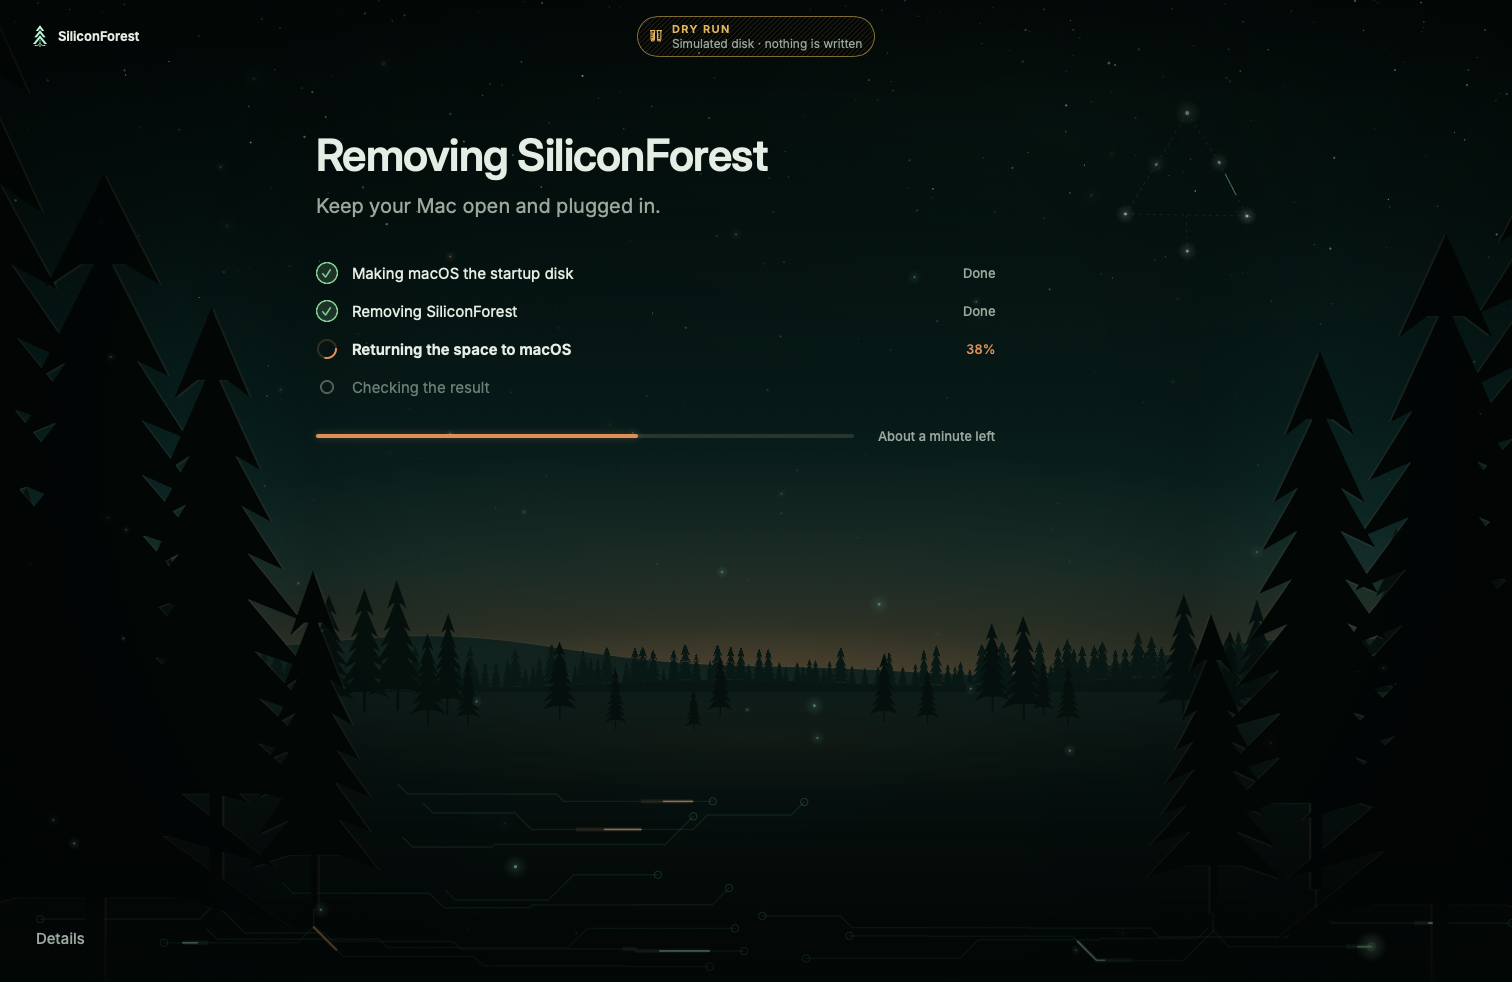 SiliconForest
DRY RUN
Simulated disk · nothing is written
Removing SiliconForest
Keep your Mac open and plugged in.
Making macOS the startup disk Done
Removing SiliconForest Done
Returning the space to macOS 38%
Checking the result
About a minute left
Details